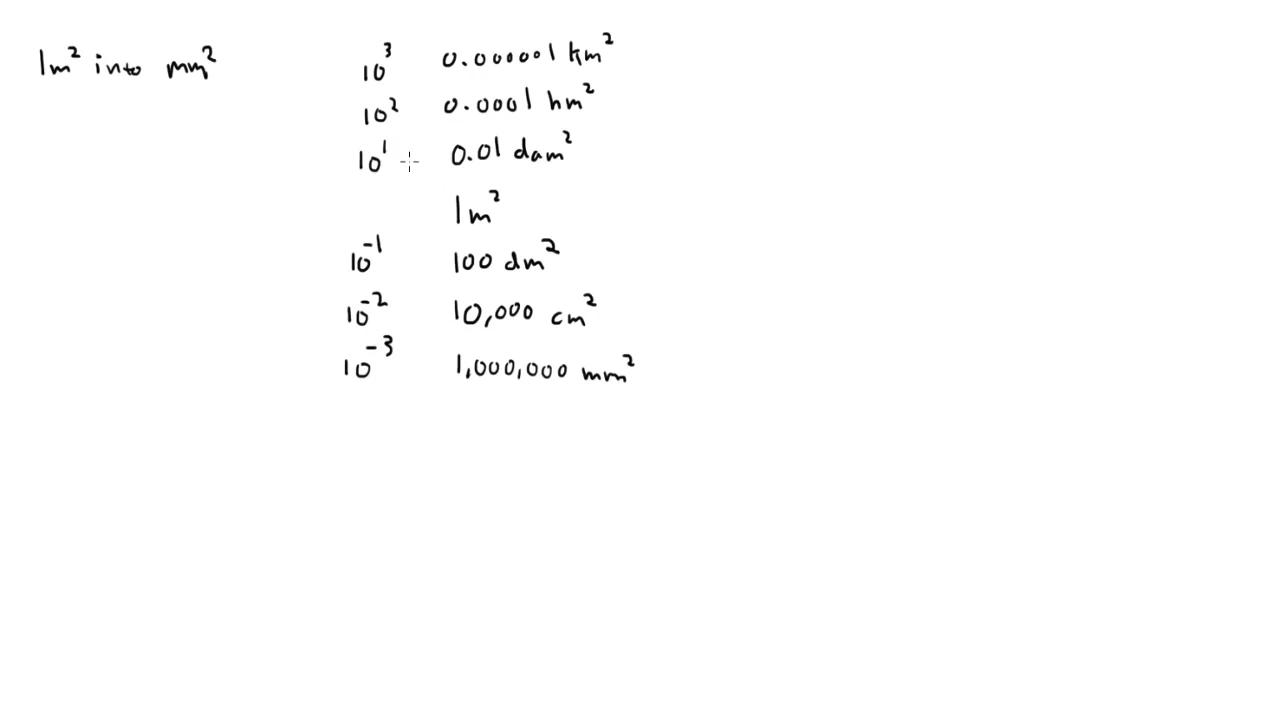 1m² into mm²
10³ 0.000001 km²
10² 0.0001 hm²
10¹ 0.01 dam²
1m²
10⁻¹ 100 dm²
10⁻² 10,000 cm²
10⁻³ 1,000,000 mm²